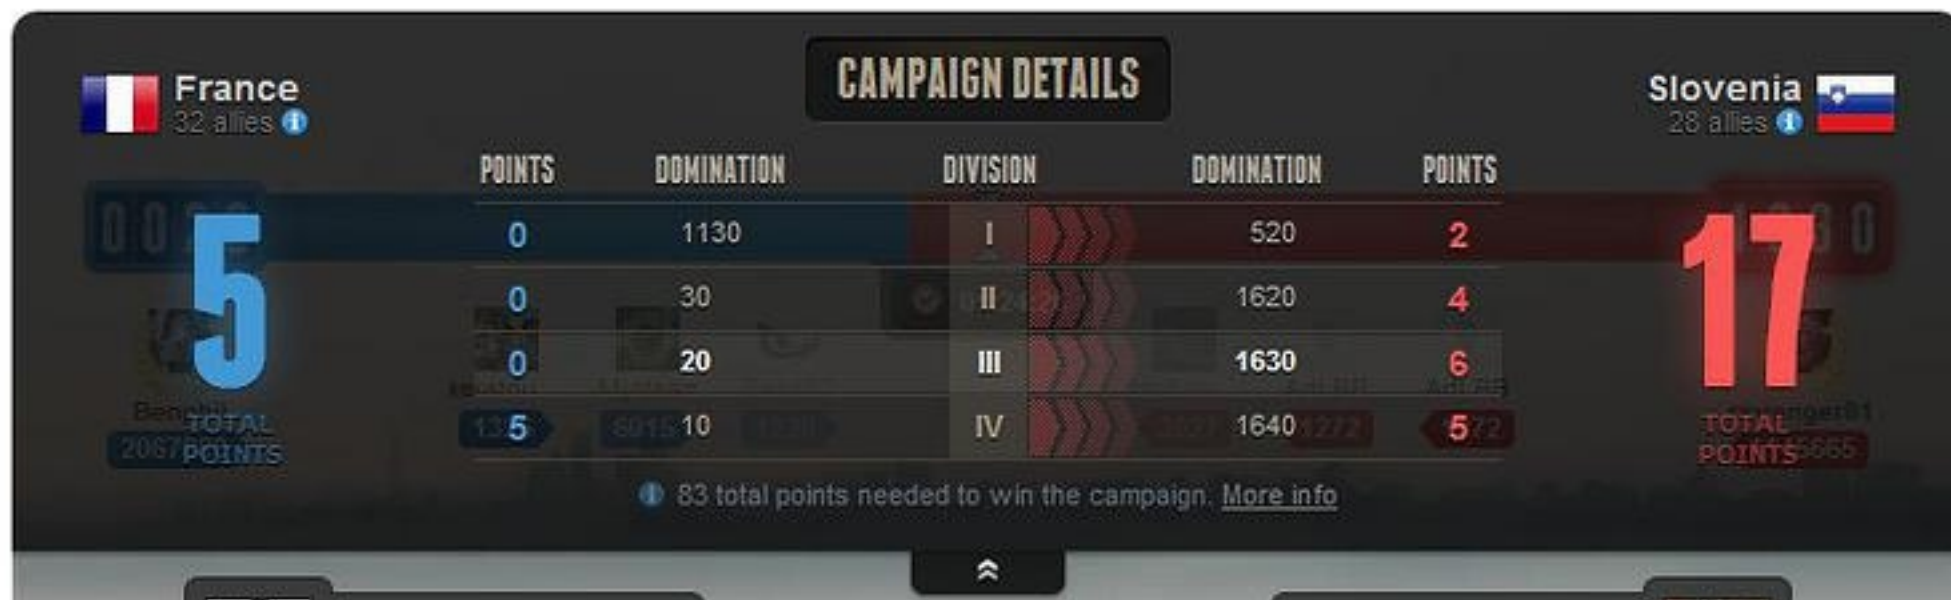 CAMPAIGN DETAILS
France
32 allies
Slovenia
28 allies
POINTS DOMINATION DIVISION DOMINATION POINTS
0 1130 I 520 2
0 30 II 1620 4
0 20 III 1630 6
5 10 IV 1640 5
5
TOTAL
POINTS
17
TOTAL
POINTS
83 total points needed to win the campaign. More info